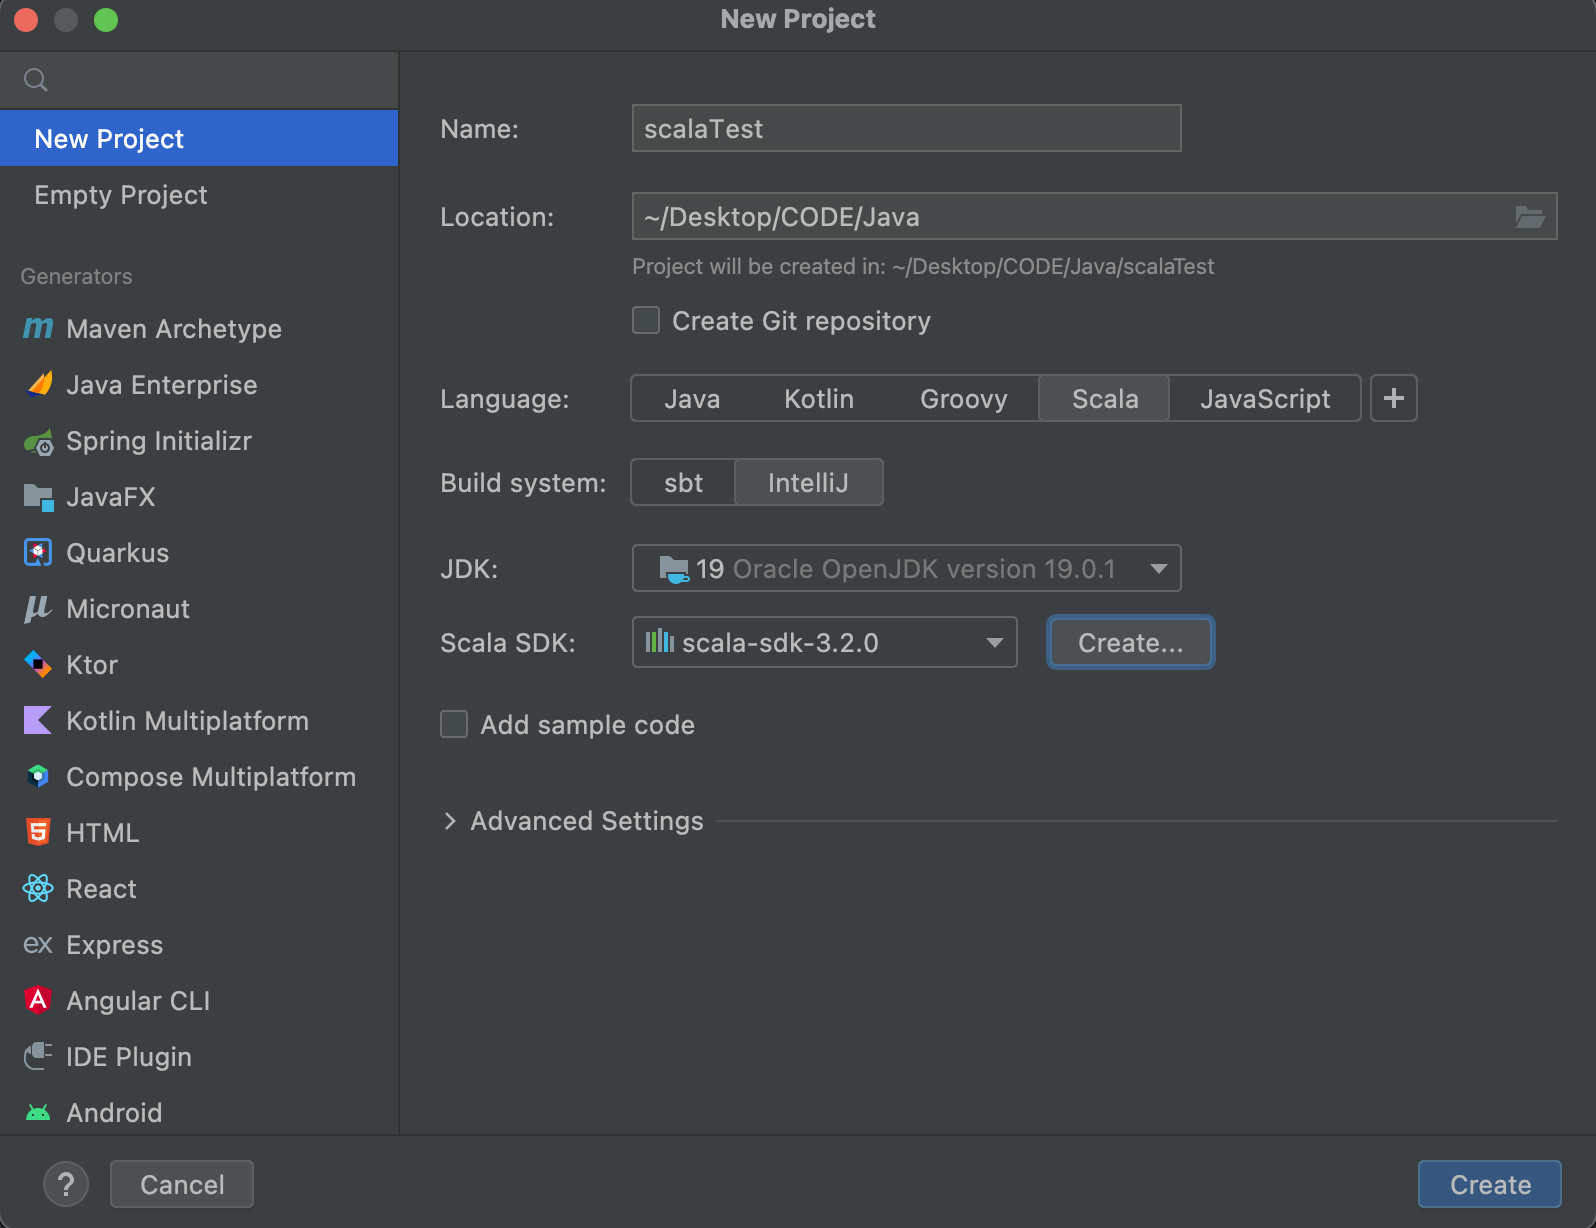 New Project
New Project
Empty Project
Generators
Maven Archetype
Java Enterprise
Spring Initializr
JavaFX
Quarkus
Micronaut
Ktor
Kotlin Multiplatform
Compose Multiplatform
HTML
React
ex Express
Angular CLI
IDE Plugin
Android
Name: scalaTest
Location: ~/Desktop/CODE/Java
Project will be created in: ~/Desktop/CODE/Java/scalaTest
Create Git repository
Language: Java Kotlin Groovy Scala JavaScript +
Build system: sbt IntelliJ
JDK: 19 Oracle OpenJDK version 19.0.1
Scala SDK: scala-sdk-3.2.0 Create...
Add sample code
Advanced Settings
? Cancel Create